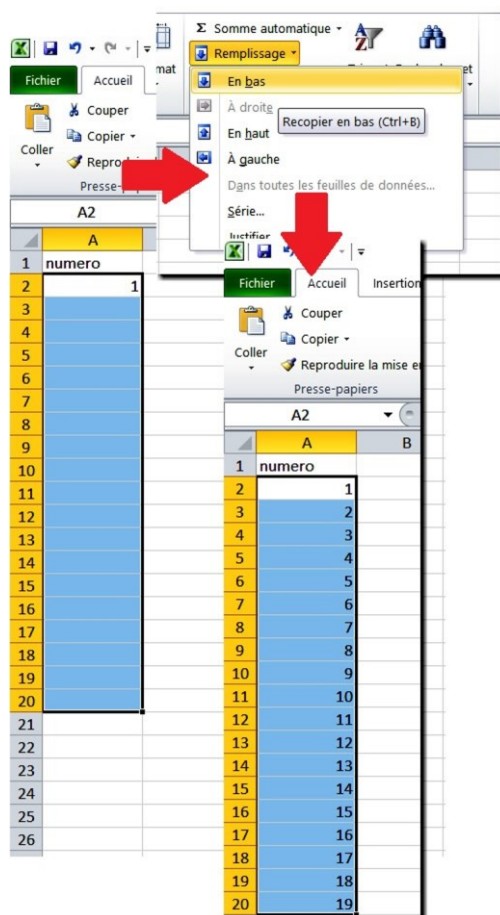 Σ Somme automatique
Remplissage
En bas
À droite
Recopier en bas (Ctrl+B)
En haut
À gauche
Dans toutes les feuilles de données...
Série...
Justifier
mat
et
Fichier Accueil
Couper
Copier
Coller
Presse-
A2
A
1 numero
2 1
3
4
5
6
7
8
9
10
11
12
13
14
15
16
17
18
19
20
21
22
23
24
25
26
Fichier Accueil Insertion
Couper
Copier
Coller
Reproduire la mise e
Presse-papiers
A2
A B
1 numero
2 1
3 2
4 3
5 4
6 5
7 6
8 7
9 8
10 9
11 10
12 11
13 12
14 13
15 14
16 15
17 16
18 17
19 18
20 19